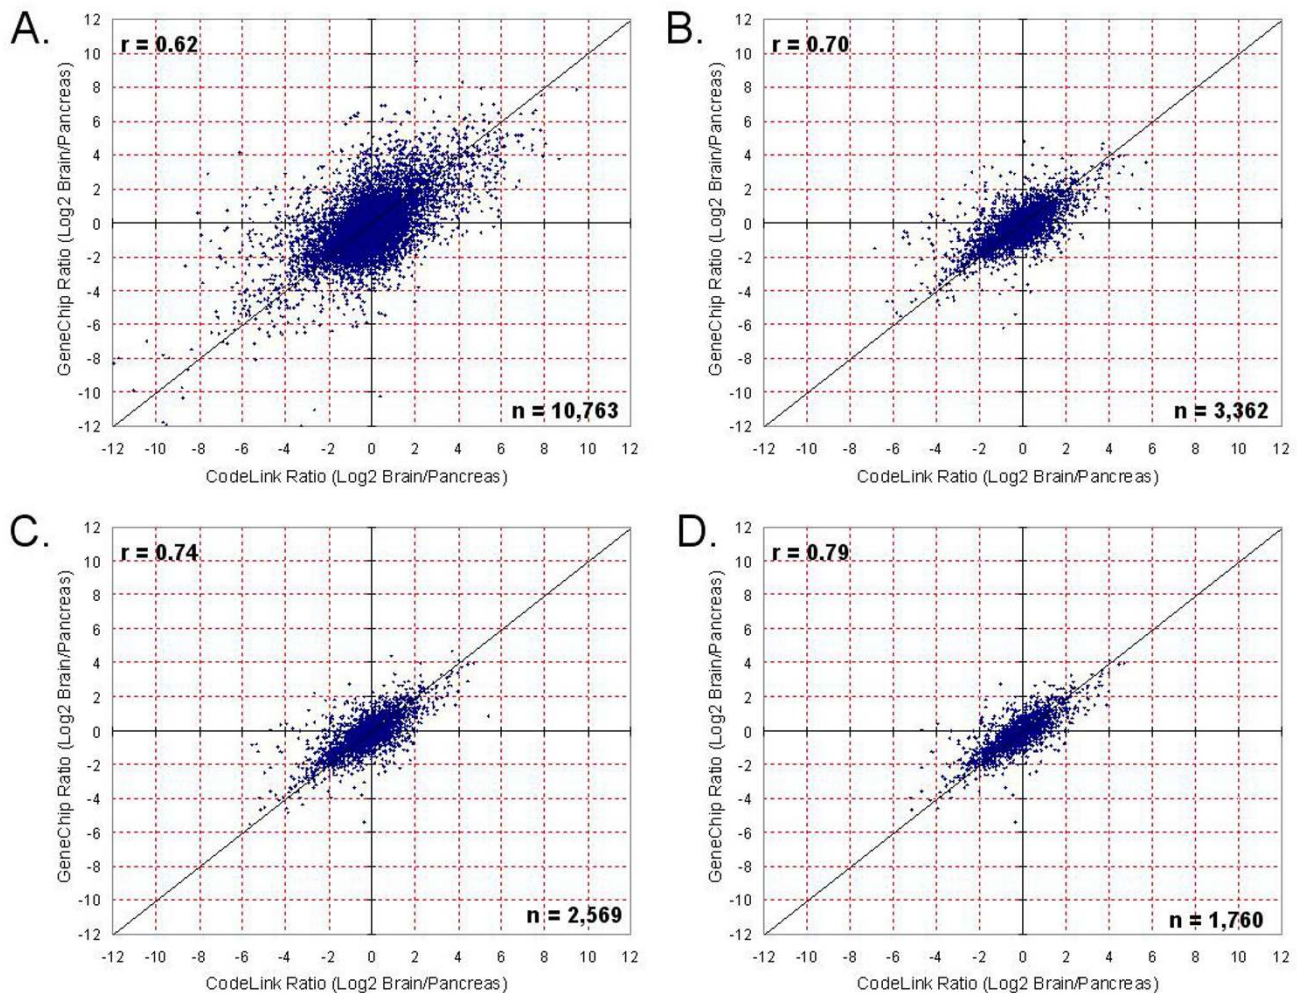 A.
r = 0.62
12
10
8
6
4
2
0
-2
-4
-6
-8
-10
-12
GeneChip Ratio (Log2 Brain/Pancreas)
n = 10,763
-12 -10 -8 -6 -4 -2 0 2 4 6 8 10 12
CodeLink Ratio (Log2 Brain/Pancreas)
B.
r = 0.70
12
10
8
6
4
2
0
-2
-4
-6
-8
-10
-12
GeneChip Ratio (Log2 Brain/Pancreas)
n = 3,362
-12 -10 -8 -6 -4 -2 0 2 4 6 8 10 12
CodeLink Ratio (Log2 Brain/Pancreas)
C.
r = 0.74
12
10
8
6
4
2
0
-2
-4
-6
-8
-10
-12
GeneChip Ratio (Log2 Brain/Pancreas)
n = 2,569
-12 -10 -8 -6 -4 -2 0 2 4 6 8 10 12
CodeLink Ratio (Log2 Brain/Pancreas)
D.
r = 0.79
12
10
8
6
4
2
0
-2
-4
-6
-8
-10
-12
GeneChip Ratio (Log2 Brain/Pancreas)
n = 1,760
-12 -10 -8 -6 -4 -2 0 2 4 6 8 10 12
CodeLink Ratio (Log2 Brain/Pancreas)